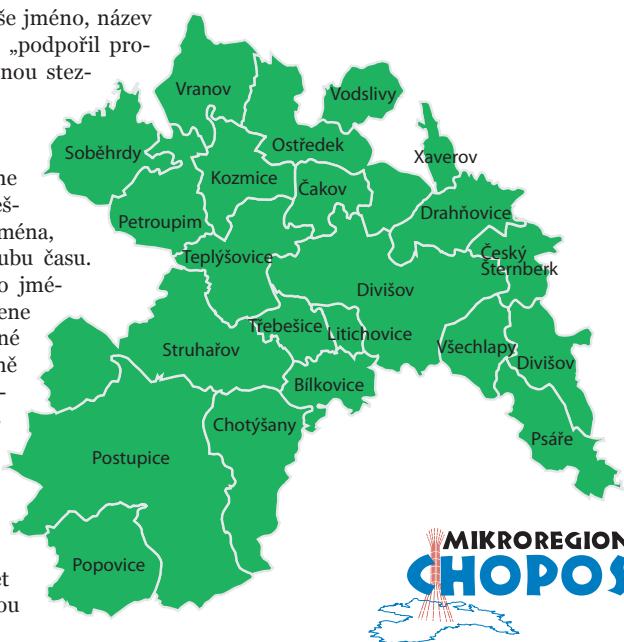 še jméno, název
„podpořil pro-
nou stez-
ne
eš-
ména,
ubu času.
o jmé-
ene
né
ně
-
et
ou
Vranov
Vodslivy
Soběhrdy
Ostředek
Xaverov
Kozmice
Čakov
Petroupim
Drahňovice
Teplýšovice
Český
Šternberk
Divišov
Třebešice
Litichovice
Struhařov
Všechlapy
Divišov
Bílkovice
Chotýšany
Psáře
Postupice
Popovice
MIKROREGION
CHOPOS